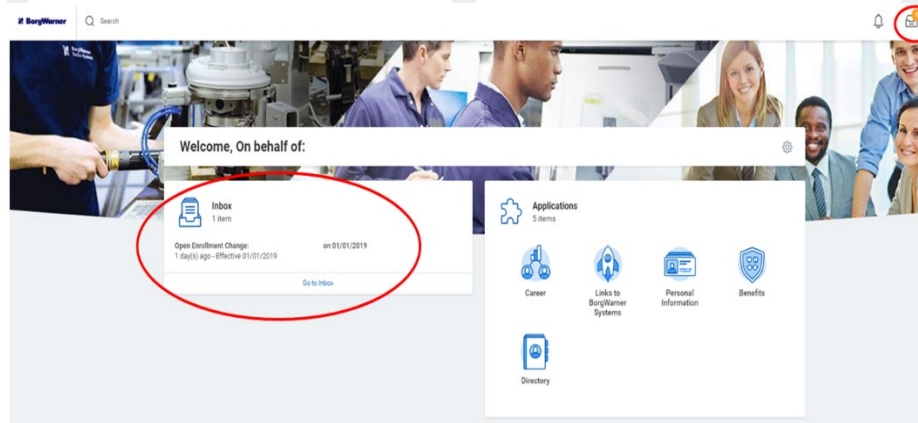 BorgWarner
Search
Welcome, On behalf of:
Inbox
1 item
Open Enrollment Change: on 01/01/2019
1 day(s) ago - Effective 01/01/2019
Go to Inbox
Applications
5 items
Career
Links to
BorgWarner
Systems
Personal
Information
Benefits
Directory